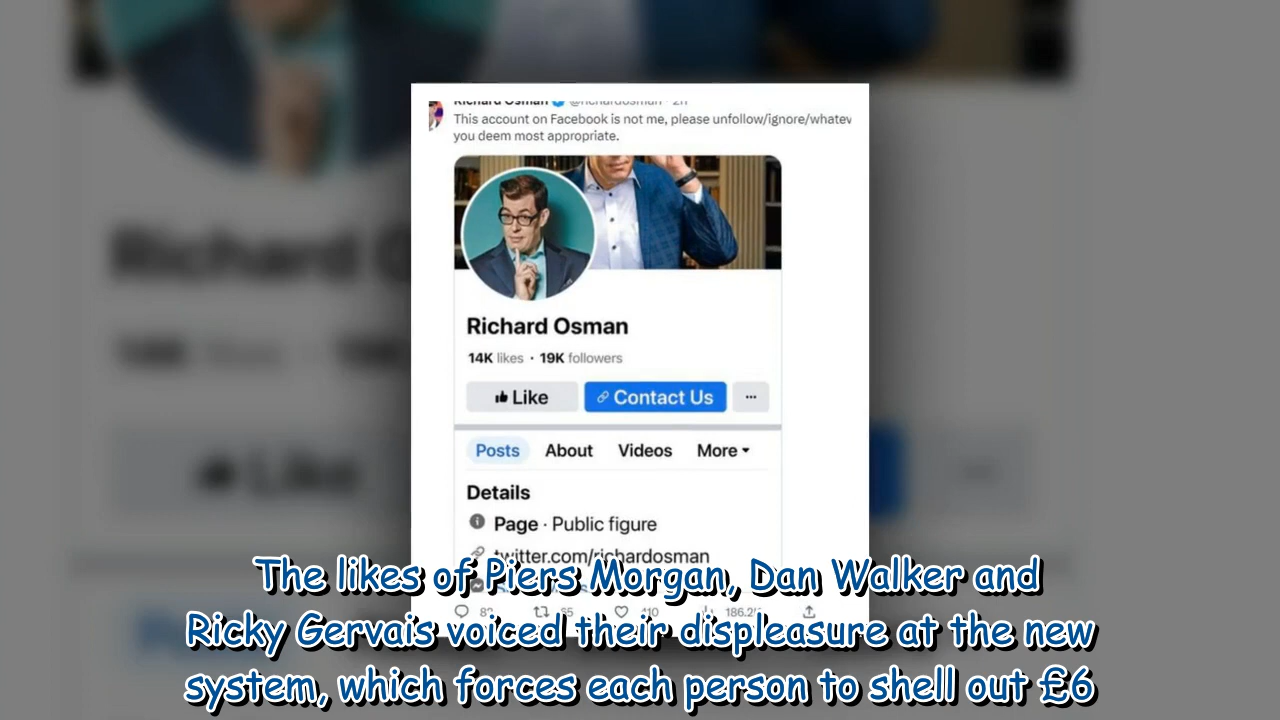 Richard Osman @richardosman · 2h
This account on Facebook is not me, please unfollow/ignore/whatev
you deem most appropriate.
Richard Osman
14K likes · 19K followers
Like Contact Us ...
Posts About Videos More
Details
Page · Public figure
twitter.com/richardosman
The likes of Piers Morgan, Dan Walker and
186.2
Ricky Gervais voiced their displeasure at the new
system, which forces each person to shell out £6